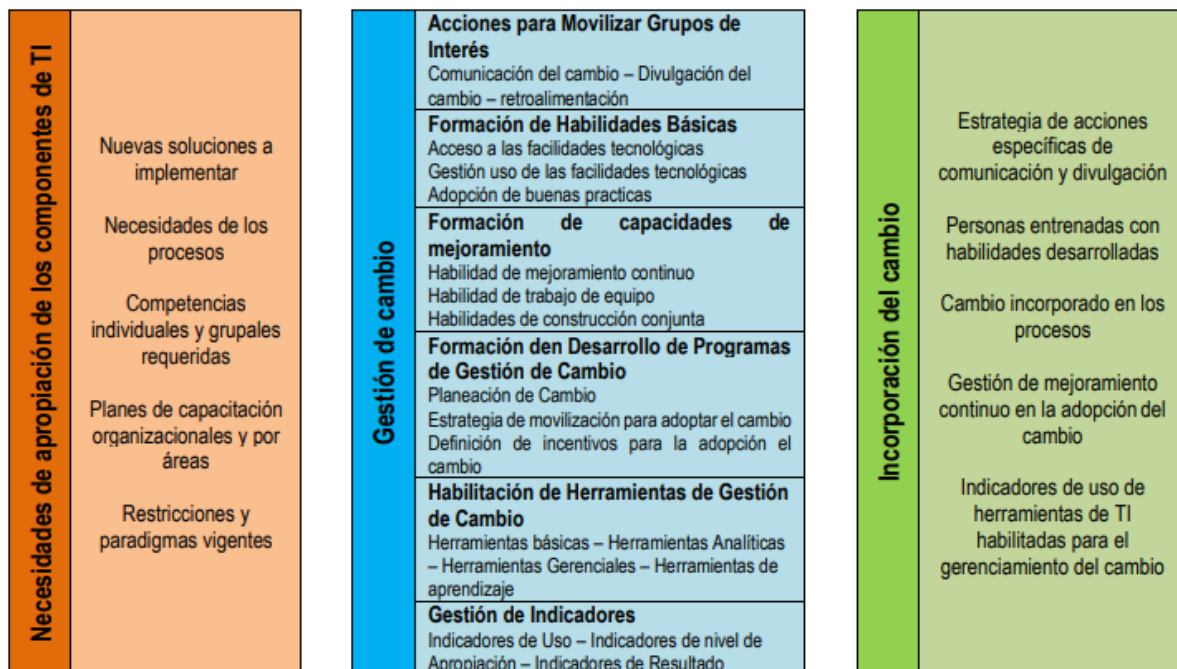 Necesidades de apropiación de los componentes de TI
Nuevas soluciones a
implementar
Necesidades de los
procesos
Competencias
individuales y grupales
requeridas
Planes de capacitación
organizacionales y por
áreas
Restricciones y
paradigmas vigentes
Gestión de cambio
Acciones para Movilizar Grupos de
Interés
Comunicación del cambio – Divulgación del
cambio – retroalimentación
Formación de Habilidades Básicas
Acceso a las facilidades tecnológicas
Gestión uso de las facilidades tecnológicas
Adopción de buenas practicas
Formación de capacidades de
mejoramiento
Habilidad de mejoramiento continuo
Habilidad de trabajo de equipo
Habilidades de construcción conjunta
Formación den Desarrollo de Programas
de Gestión de Cambio
Planeación de Cambio
Estrategia de movilización para adoptar el cambio
Definición de incentivos para la adopción el
cambio
Habilitación de Herramientas de Gestión
de Cambio
Herramientas básicas – Herramientas Analíticas
– Herramientas Gerenciales – Herramientas de
aprendizaje
Gestión de Indicadores
Indicadores de Uso – Indicadores de nivel de
Apropiación – Indicadores de Resultado
Incorporación del cambio
Estrategia de acciones
específicas de
comunicación y divulgación
Personas entrenadas con
habilidades desarrolladas
Cambio incorporado en los
procesos
Gestión de mejoramiento
continuo en la adopción del
cambio
Indicadores de uso de
herramientas de TI
habilitadas para el
gerenciamiento del cambio